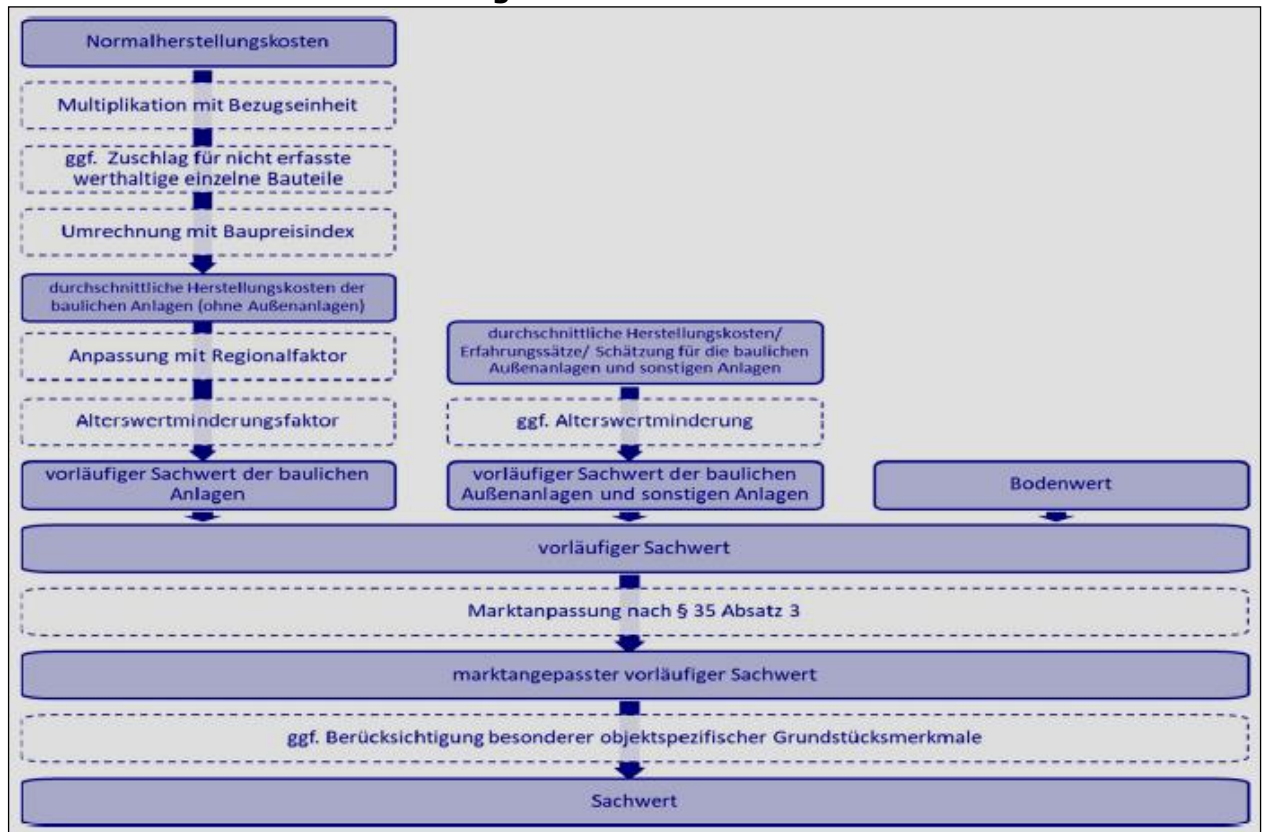 Normalherstellungskosten
Multiplikation mit Bezugseinheit
ggf. Zuschlag für nicht erfasste
werthaltige einzelne Bauteile
Umrechnung mit Baupreisindex
durchschnittliche Herstellungskosten der
baulichen Anlagen (ohne Außenanlagen)
Anpassung mit Regionalfaktor
Alterswertminderungsfaktor
vorläufiger Sachwert der baulichen
Anlagen
durchschnittliche Herstellungskosten/
Erfahrungssätze/ Schätzung für die baulichen
Außenanlagen und sonstigen Anlagen
ggf. Alterswertminderung
vorläufiger Sachwert der baulichen
Außenanlagen und sonstigen Anlagen
Bodenwert
vorläufiger Sachwert
Marktanpassung nach § 35 Absatz 3
marktangepasster vorläufiger Sachwert
ggf. Berücksichtigung besonderer objektspezifischer Grundstücksmerkmale
Sachwert